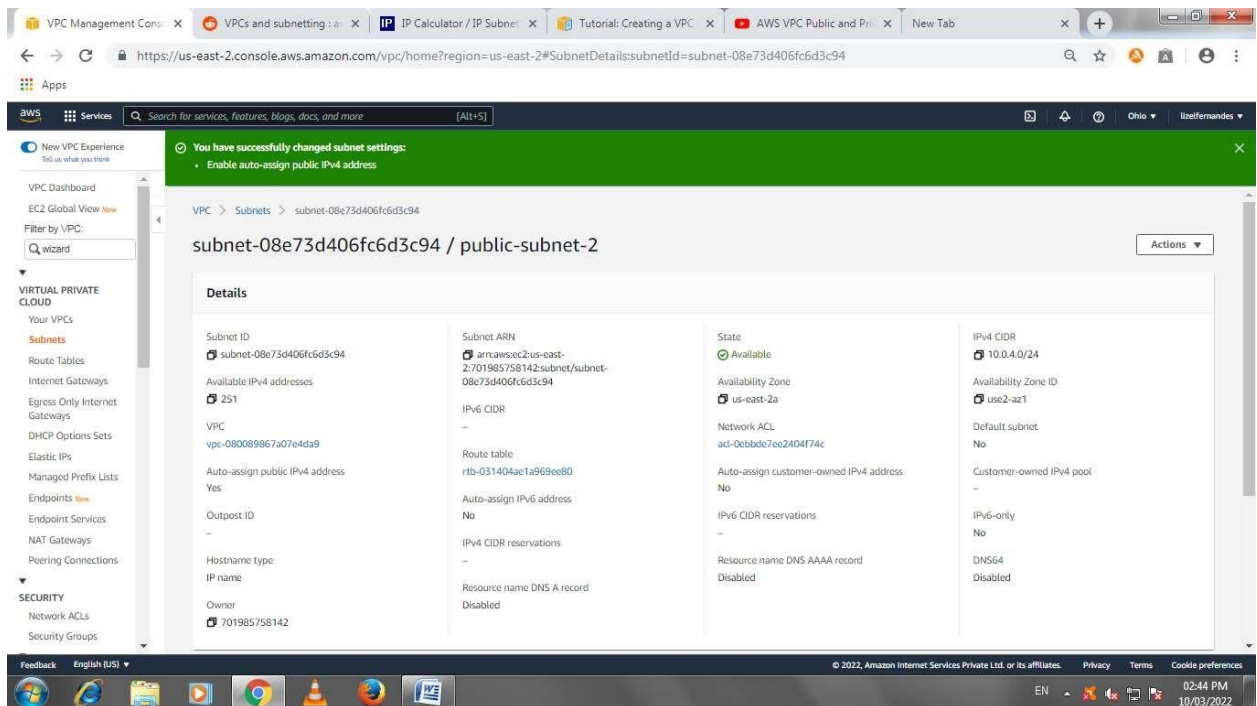 VPC Management Cons
VPCs and subnetting : a
IP Calculator / IP Subne
Tutorial: Creating a VPC
AWS VPC Public and Pri
New Tab
https://us-east-2.console.aws.amazon.com/vpc/home?region=us-east-2#SubnetDetails:subnetId=subnet-08e73d406fc6d3c94
Apps
aws
Services
Search for services, features, blogs, docs, and more
[Alt+S]
Ohio
lizelfernandes
New VPC Experience
Tell us what you think
You have successfully changed subnet settings:
• Enable auto-assign public IPv4 address
VPC Dashboard
EC2 Global View New
Filter by VPC:
wizard
VIRTUAL PRIVATE
CLOUD
Your VPCs
Subnets
Route Tables
Internet Gateways
Egress Only Internet
Gateways
DHCP Options Sets
Elastic IPs
Managed Prefix Lists
Endpoints New
Endpoint Services
NAT Gateways
Peering Connections
SECURITY
Network ACLs
Security Groups
VPC > Subnets > subnet-08e73d406fc6d3c94
subnet-08e73d406fc6d3c94 / public-subnet-2
Actions
Details
Subnet ID
subnet-08e73d406fc6d3c94
Available IPv4 addresses
251
VPC
vpc-080089867a07e4da9
Auto-assign public IPv4 address
Yes
Outpost ID
–
Hostname type
IP name
Owner
701985758142
Subnet ARN
arn:aws:ec2:us-east-
2:701985758142:subnet/subnet-
08e73d406fc6d3c94
IPv6 CIDR
–
Route table
rtb-031404ae1a969ee80
Auto-assign IPv6 address
No
IPv4 CIDR reservations
–
Resource name DNS A record
Disabled
State
Available
Availability Zone
us-east-2a
Network ACL
acl-0ebbde7ee2404f74c
Auto-assign customer-owned IPv4 address
No
IPv6 CIDR reservations
–
Resource name DNS AAAA record
Disabled
IPv4 CIDR
10.0.4.0/24
Availability Zone ID
use2-az1
Default subnet
No
Customer-owned IPv4 pool
–
IPv6-only
No
DNS64
Disabled
Feedback
English (US)
© 2022, Amazon Internet Services Private Ltd. or its affiliates.
Privacy
Terms
Cookie preferences
EN
02:44 PM
10/03/2022